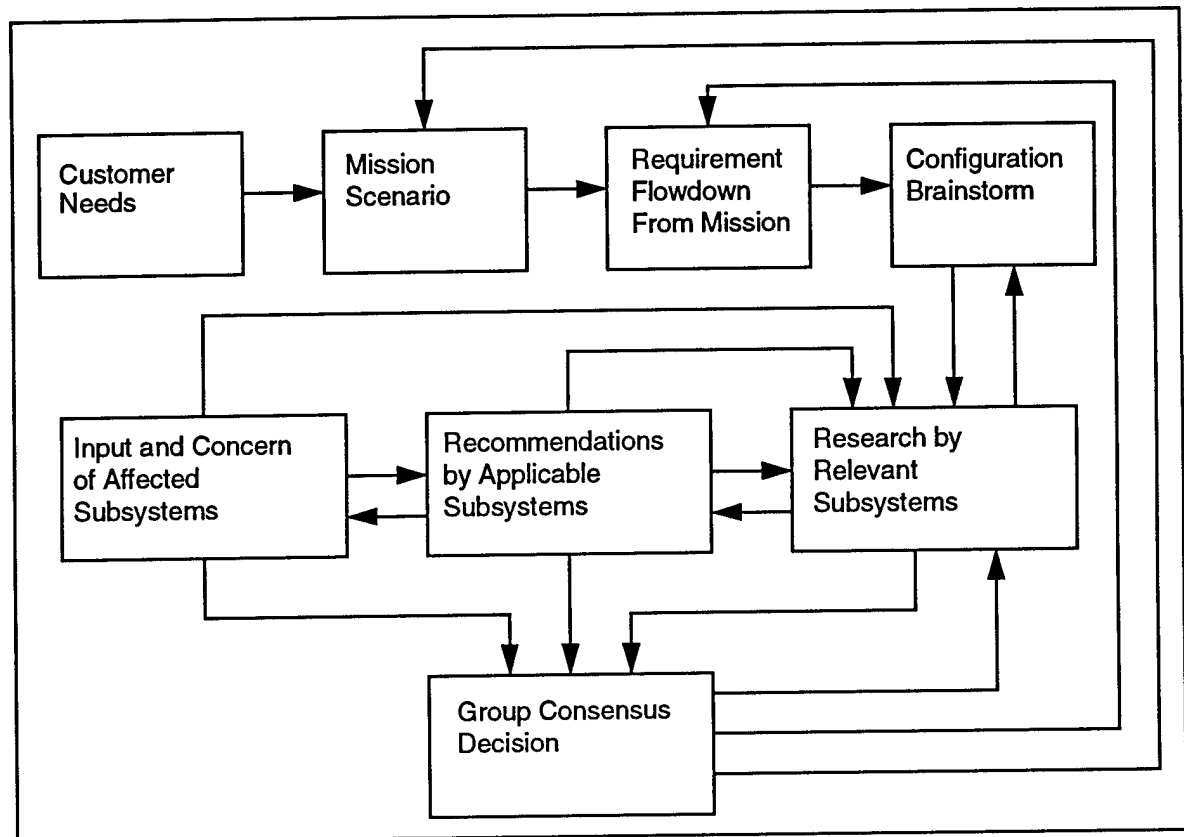 Customer
Needs
Mission
Scenario
Requirement
Flowdown
From Mission
Configuration
Brainstorm
Input and Concern
of Affected
Subsystems
Recommendations
by Applicable
Subsystems
Research by
Relevant
Subsystems
Group Consensus
Decision